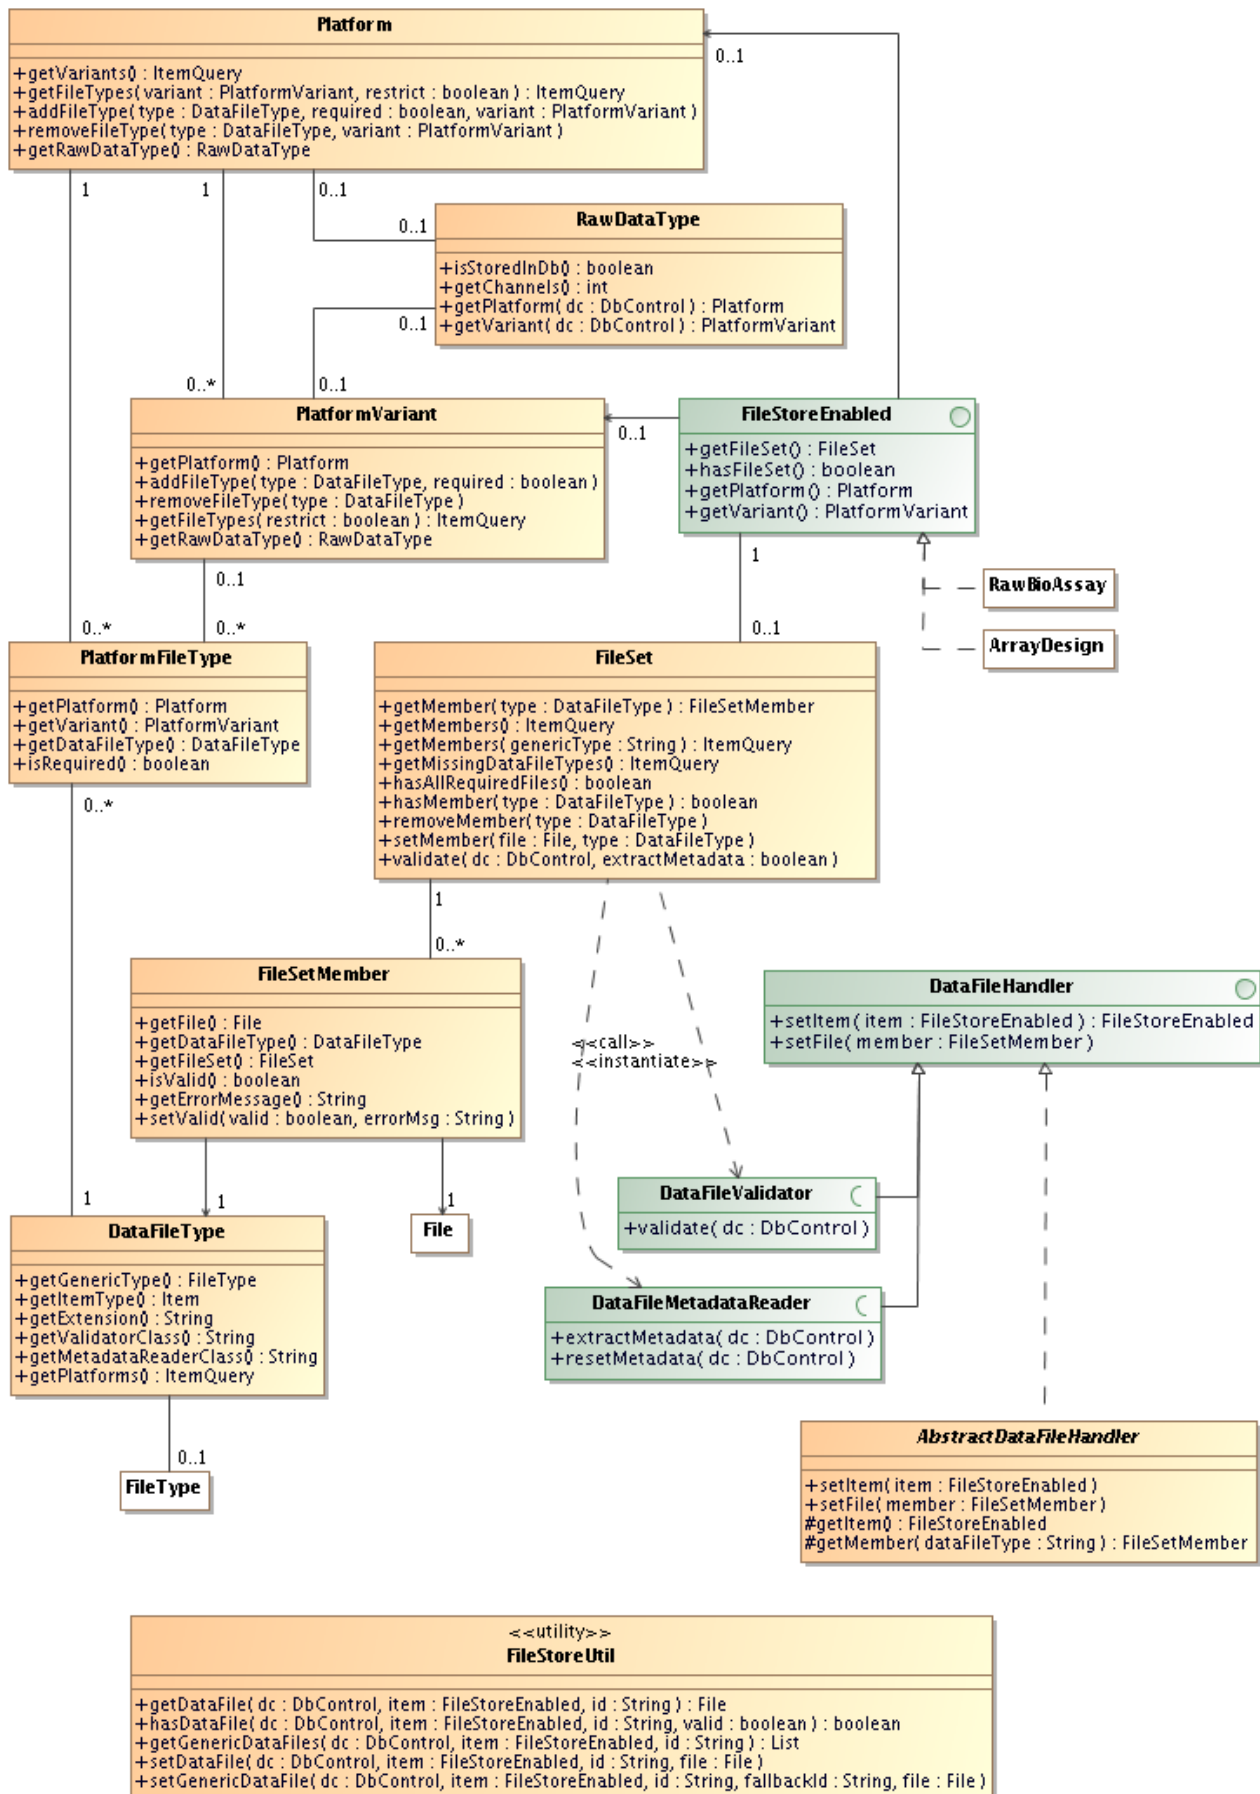 Platform
+getVariants() : ItemQuery
+getFileTypes( variant : PlatformVariant, restrict : boolean ) : ItemQuery
+addFileType( type : DataFileType, required : boolean, variant : PlatformVariant )
+removeFileType( type : DataFileType, variant : PlatformVariant )
+getRawDataType() : RawDataType
0..1
1
1
0..1
0..1
RawDataType
+isStoredInDb() : boolean
+getChannels() : int
+getPlatform( dc : DbControl ) : Platform
+getVariant( dc : DbControl ) : PlatformVariant
0..1
0..*
0..1
PlatformVariant
+getPlatform() : Platform
+addFileType( type : DataFileType, required : boolean )
+removeFileType( type : DataFileType )
+getFileTypes( restrict : boolean ) : ItemQuery
+getRawDataType() : RawDataType
0..1
FileStoreEnabled
+getFileSet() : FileSet
+hasFileSet() : boolean
+getPlatform() : Platform
+getVariant() : PlatformVariant
0..1
1
RawBioAssay
ArrayDesign
0..*
0..*
0..1
PlatformFileType
+getPlatform() : Platform
+getVariant() : PlatformVariant
+getDataFileType() : DataFileType
+isRequired() : boolean
0..*
FileSet
+getMember( type : DataFileType ) : FileSetMember
+getMembers() : ItemQuery
+getMembers( genericType : String ) : ItemQuery
+getMissingDataFileTypes() : ItemQuery
+hasAllRequiredFiles() : boolean
+hasMember( type : DataFileType ) : boolean
+removeMember( type : DataFileType )
+setMember( file : File, type : DataFileType )
+validate( dc : DbControl, extractMetadata : boolean )
1
0..*
FileSetMember
+getFile() : File
+getDataFileType() : DataFileType
+getFileSet() : FileSet
+isValid() : boolean
+getErrorMessage() : String
+setValid( valid : boolean, errorMsg : String )
<<call>>
<<instantiate>>
DataFileHandler
+setItem( item : FileStoreEnabled ) : FileStoreEnabled
+setFile( member : FileSetMember )
1
1
1
DataFileValidator
+validate( dc : DbControl )
File
DataFileType
+getGenericType() : FileType
+getItemType() : Item
+getExtension() : String
+getValidatorClass() : String
+getMetadataReaderClass() : String
+getPlatforms() : ItemQuery
DataFileMetadataReader
+extractMetadata( dc : DbControl )
+resetMetadata( dc : DbControl )
0..1
FileType
AbstractDataFileHandler
+setItem( item : FileStoreEnabled )
+setFile( member : FileSetMember )
#getItem() : FileStoreEnabled
#getMember( dataFileType : String ) : FileSetMember
<<utility>>
FileStoreUtil
+getDataFile( dc : DbControl, item : FileStoreEnabled, id : String ) : File
+hasDataFile( dc : DbControl, item : FileStoreEnabled, id : String, valid : boolean ) : boolean
+getGenericDataFiles( dc : DbControl, item : FileStoreEnabled, id : String ) : List
+setDataFile( dc : DbControl, item : FileStoreEnabled, id : String, file : File )
+setGenericDataFile( dc : DbControl, item : FileStoreEnabled, id : String, fallbackId : String, file : File )